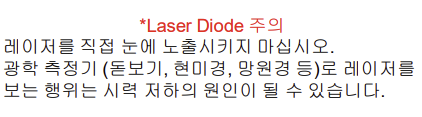 *Laser Diode 주의
레이저를 직접 눈에 노출시키지 마십시오.
광학 측정기 (돋보기, 현미경, 망원경 등)로 레이저를
보는 행위는 시력 저하의 원인이 될 수 있습니다.